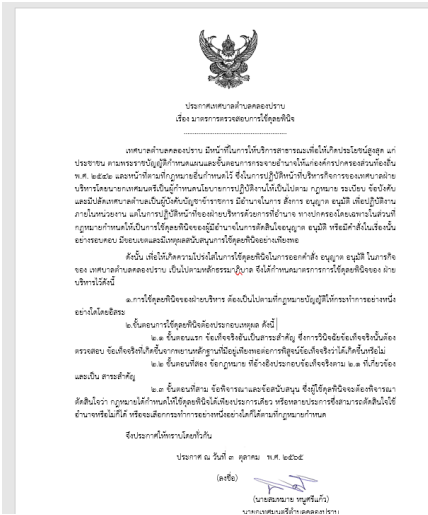 ประกาศเทศบาลตำบลคลองปราบ
เรื่อง มาตรการตรวจสอบการใช้ดุลยพินิจ
เทศบาลตำบลคลองปราบ มีหน้าที่ในการให้บริการสาธารณะเพื่อให้เกิดประโยชน์สูงสุด แก่
ประชาชน ตามพระราชบัญญัติกำหนดแผนและขั้นตอนการกระจายอำนาจให้แก่องค์กรปกครองส่วนท้องถิ่น
พ.ศ. ๒๕๔๒ และหน้าที่ตามที่กฎหมายอื่นกำหนดไว้ ซึ่งในการปฏิบัติหน้าที่บริหารกิจการของเทศบาลฝ่าย
บริหารโดยนายกเทศมนตรีเป็นผู้กำหนดนโยบายการปฏิบัติงานให้เป็นไปตาม กฎหมาย ระเบียบ ข้อบังคับ
และมีปลัดเทศบาลเป็นผู้บังคับบัญชาข้าราชการ มีอำนาจในการ สั่งการ อนุญาต อนุมัติ เพื่อปฏิบัติงาน
ภายในหน่วยงาน แต่ในการปฏิบัติหน้าที่ของฝ่ายบริหารด้วยการที่อำนาจ ทางปกครองโดยเฉพาะในส่วนที่
กฎหมายกำหนดให้เป็นการใช้ดุลยพินิจของผู้มีอำนาจในการตัดสินใจอนุญาต อนุมัติ หรือมีคำสั่งในเรื่องนั้น
อย่างรอบคอบ มีขอบเขตและมีเหตุผลสนับสนุนการใช้ดุลยพินิจอย่างเพียงพอ
ดังนั้น เพื่อให้เกิดความโปร่งใสในการใช้ดุลยพินิจในการออกคำสั่ง อนุญาต อนุมัติ ในภารกิจ
ของ เทศบาลตำบลคลองปราบ เป็นไปตามหลักธรรมาภิบาล จึงได้กำหนดมาตรการการใช้ดุลยพินิจของ ฝ่าย
บริหารไว้ดังนี้
๑.การใช้ดุลยพินิจของฝ่ายบริหาร ต้องเป็นไปตามที่กฎหมายบัญญัติให้กระทำการอย่างหนึ่ง
อย่างใดโดยอิสระ
๒.ขั้นตอนการใช้ดุลยพินิจต้องประกอบเหตุผล ดังนี้
๒.๑ ขั้นตอนแรก ข้อเท็จจริงอันเป็นสาระสำคัญ ซึ่งการวินิจฉัยข้อเท็จจริงนั้นต้อง
ตรวจสอบ ข้อเท็จจริงที่เกิดขึ้นจากพยานหลักฐานที่มีอยู่เพียงพอต่อการพิสูจน์ข้อเท็จจริงว่าได้เกิดขึ้นหรือไม่
๒.๒ ขั้นตอนที่สอง ข้อกฎหมาย ที่อ้างอิงประกอบข้อเท็จจริงตาม ๒.๑ ที่เกี่ยวข้อง
และเป็น สาระสำคัญ
๒.๓ ขั้นตอนที่สาม ข้อพิจารณาและข้อสนับสนุน ซึ่งผู้ใช้ดุลพินิจจะต้องพิจารณา
ตัดสินใจว่า กฎหมายได้กำหนดให้ใช้ดุลยพินิจได้เพียงประการเดียว หรือหลายประการซึ่งสามารถตัดสินใจใช้
อำนาจหรือไม่ก็ได้ หรือจะเลือกกระทำการอย่างหนึ่งอย่างใดก็ได้ตามที่กฎหมายกำหนด
จึงประกาศให้ทราบโดยทั่วกัน
ประกาศ ณ วันที่ ๓ ตุลาคม พ.ศ. ๒๕๖๕
(ลงชื่อ)
(นายสมหมาย หนูศรีแก้ว)
นายกเทศมนตรีตำบลคลองปราบ